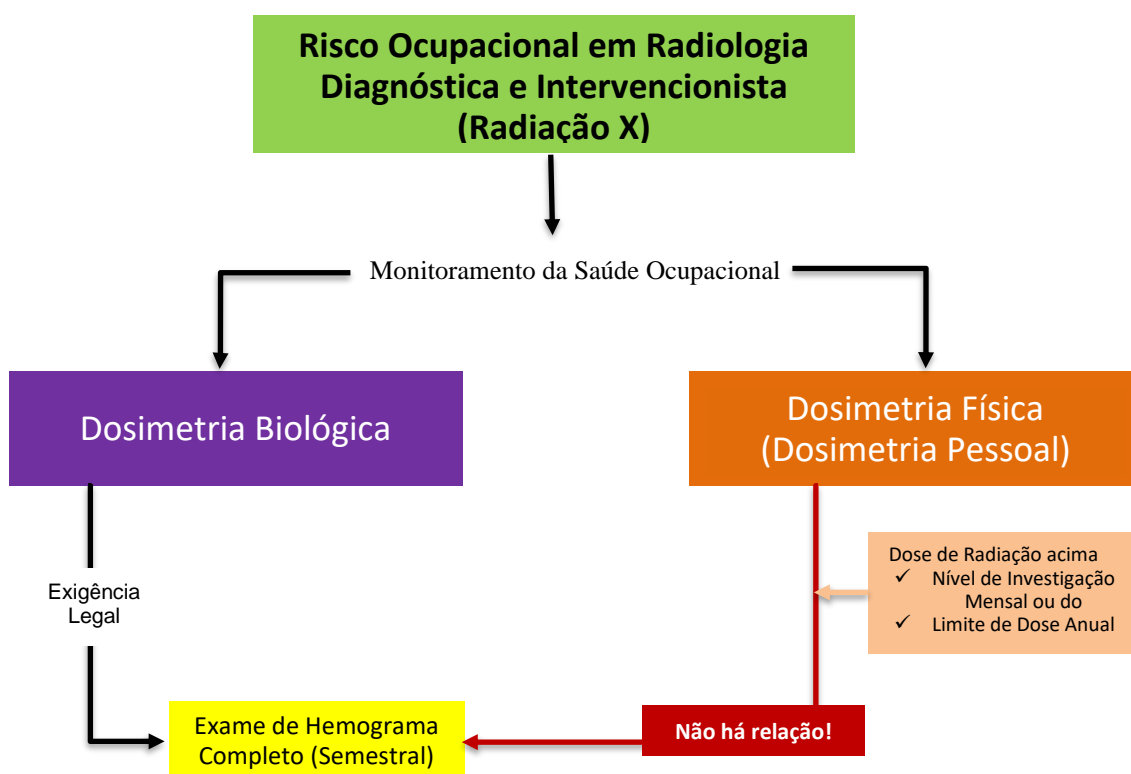 Risco Ocupacional em Radiologia
Diagnóstica e Intervencionista
(Radiação X)
Monitoramento da Saúde Ocupacional
Dosimetria Biológica
Dosimetria Física
(Dosimetria Pessoal)
Dose de Radiação acima
✓ Nível de Investigação
Mensal ou do
✓ Limite de Dose Anual
Exigência
Legal
Exame de Hemograma
Completo (Semestral)
Não há relação!